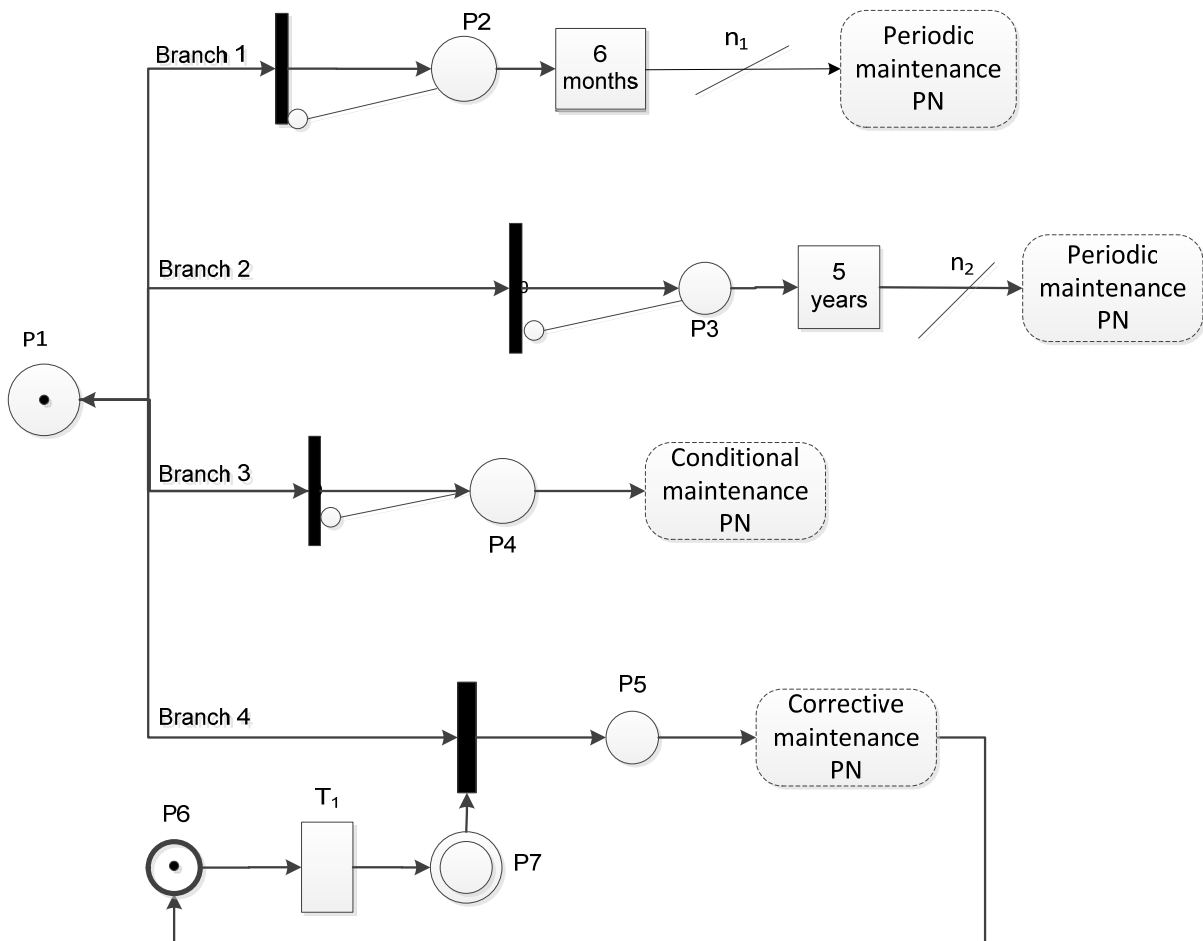 P2
n₁
Branch 1
6
months
Periodic
maintenance
PN
Branch 2
P3
5
years
n₂
Periodic
maintenance
PN
P1
Branch 3
P4
Conditional
maintenance
PN
Branch 4
P5
Corrective
maintenance
PN
P6
T₁
P7